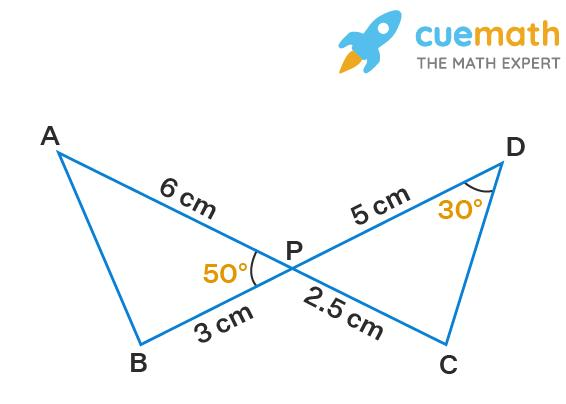 cuemath
THE MATH EXPERT
A
D
6 cm
5 cm
30°
P
50°
3 cm
2.5 cm
B
C